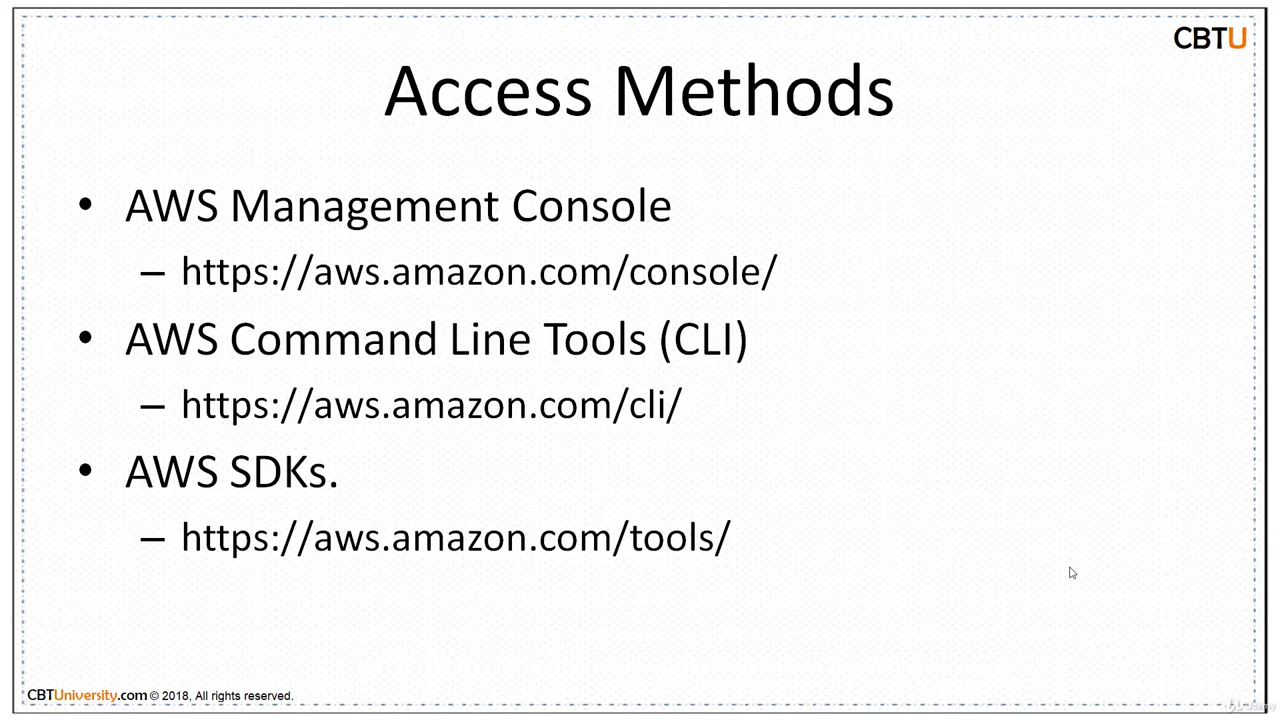 CBTU
Access Methods
• AWS Management Console
– https://aws.amazon.com/console/
• AWS Command Line Tools (CLI)
– https://aws.amazon.com/cli/
• AWS SDKs.
– https://aws.amazon.com/tools/
CBTUniversity.com © 2018, All rights reserved.